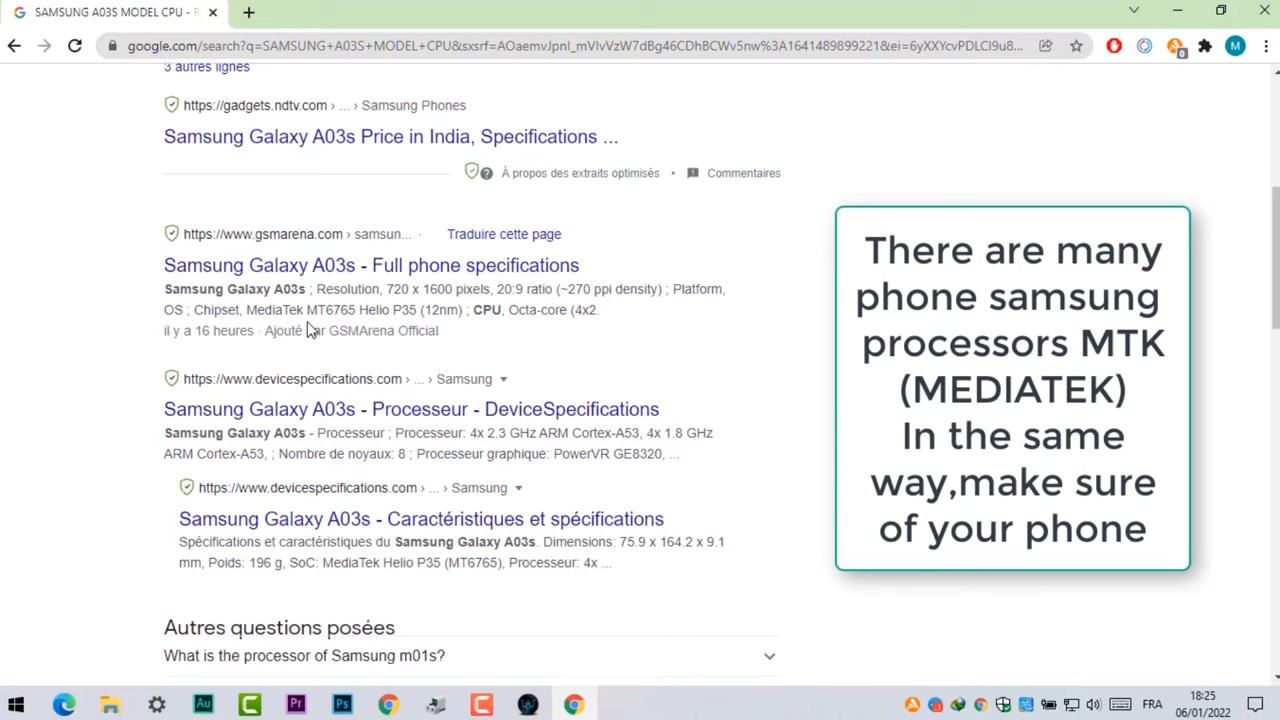 SAMSUNG A03S MODEL CPU - R
google.com/search?q=SAMSUNG+A03S+MODEL+CPU&sxsrf=AOaemvJpnI_mVIvVzW7dBg46CDhBCWv5nw%3A1641489899221&ei=6yXXYcvPDLCI9u8...
3 autres lignes
https://gadgets.ndtv.com › ... › Samsung Phones
Samsung Galaxy A03s Price in India, Specifications ...
À propos des extraits optimisés • Commentaires
https://www.gsmarena.com › samsun... · Traduire cette page
Samsung Galaxy A03s - Full phone specifications
Samsung Galaxy A03s ; Resolution, 720 x 1600 pixels, 20:9 ratio (~270 ppi density) ; Platform,
OS ; Chipset, MediaTek MT6765 Helio P35 (12nm) ; CPU, Octa-core (4x2.
il y a 16 heures · Ajouté par GSMArena Official
https://www.devicespecifications.com › ... › Samsung
Samsung Galaxy A03s - Processeur - DeviceSpecifications
Samsung Galaxy A03s - Processeur ; Processeur: 4x 2.3 GHz ARM Cortex-A53, 4x 1.8 GHz
ARM Cortex-A53, ; Nombre de noyaux: 8 ; Processeur graphique: PowerVR GE8320, ...
https://www.devicespecifications.com › ... › Samsung
Samsung Galaxy A03s - Caractéristiques et spécifications
Spécifications et caractéristiques du Samsung Galaxy A03s. Dimensions: 75.9 x 164.2 x 9.1
mm, Poids: 196 g, SoC: MediaTek Helio P35 (MT6765), Processeur: 4x ...
Autres questions posées
What is the processor of Samsung m01s?
There are many
phone samsung
processors MTK
(MEDIATEK)
In the same
way,make sure
of your phone
M
0
Au
Pr
Ps
FRA
18:25
06/01/2022